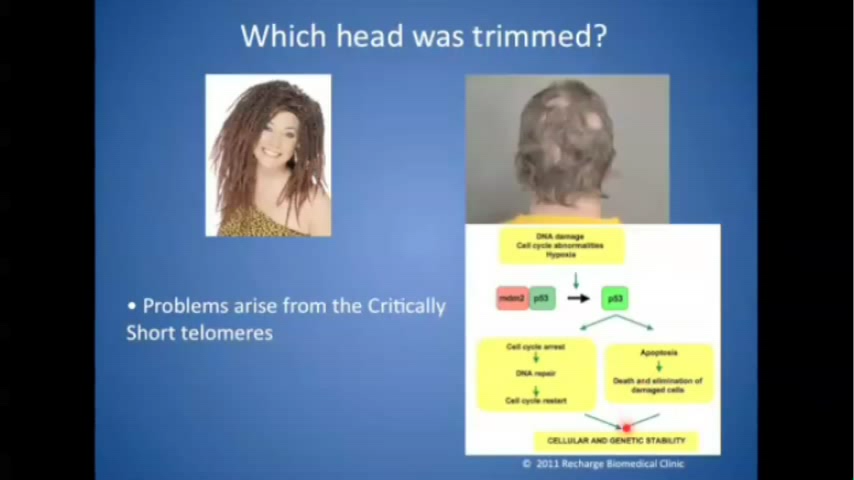 Which head was trimmed?
• Problems arise from the Critically
Short telomeres
DNA damage
Cell cycle abnormalities
Hypoxia
mdm2 p53
p53
Cell cycle arrest
DNA repair
Cell cycle restart
Apoptosis
Death and elimination of
damaged cells
CELLULAR AND GENETIC STABILITY
© 2011 Recharge Biomedical Clinic